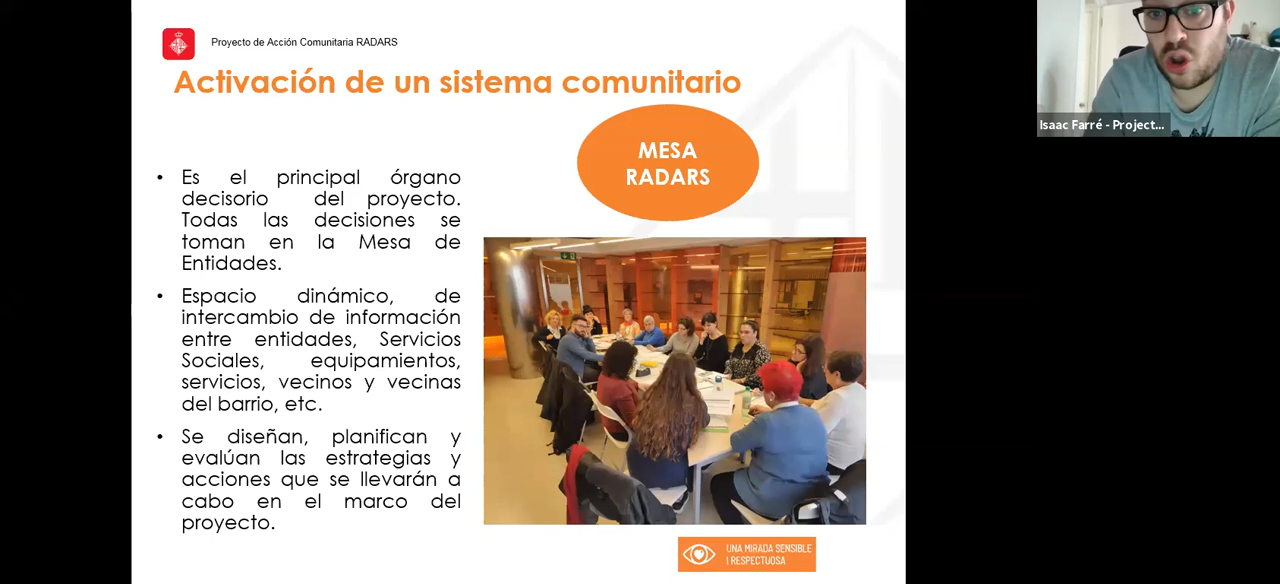 Proyecto de Acción Comunitaria RADARS
Activación de un sistema comunitario
MESA
RADARS
• Es el principal órgano
decisorio del proyecto.
Todas las decisiones se
toman en la Mesa de
Entidades.
• Espacio dinámico, de
intercambio de información
entre entidades, Servicios
Sociales, equipamientos,
servicios, vecinos y vecinas
del barrio, etc.
• Se diseñan, planifican y
evalúan las estrategias y
acciones que se llevarán a
cabo en el marco del
proyecto.
UNA MIRADA SENSIBLE
I RESPECTUOSA
Isaac Farré - Project...